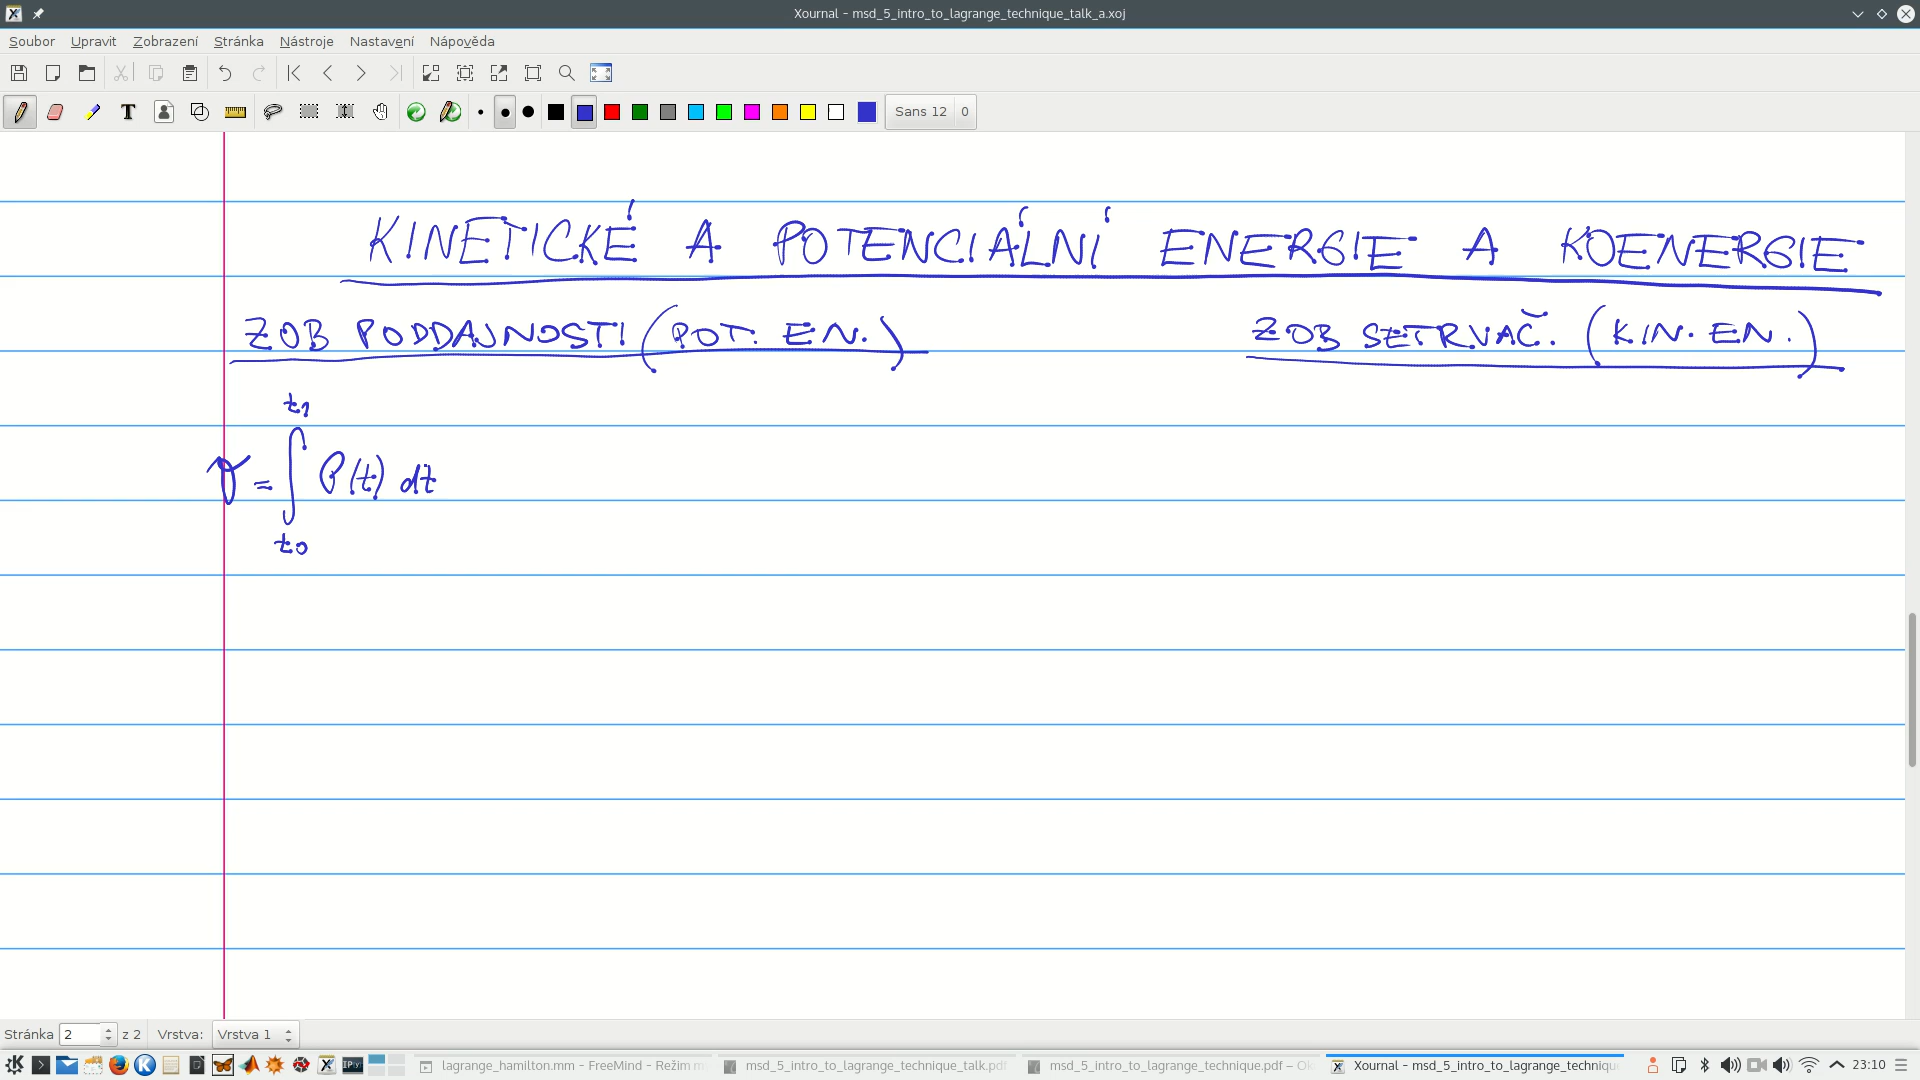 Xournal - msd_5_intro_to_lagrange_technique_talk_a.xoj
Soubor Upravit Zobrazení Stránka Nástroje Nastavení Nápověda
Sans 12 0
KINETICKÉ A POTENCIÁLNÍ ENERGIE A KOENERGIE
ZOB PODDAJNOSTI (POT. EN.) ZOB SETRVAČ. (KIN. EN.)
t1
V = ∫ P(t) dt
t0
Stránka 2 z 2 Vrstva: Vrstva 1
lagrange_hamilton.mm - FreeMind - Režim m msd_5_intro_to_lagrange_technique_talk.pdf msd_5_intro_to_lagrange_technique.pdf – Ok Xournal - msd_5_intro_to_lagrange_techniqu 23:10